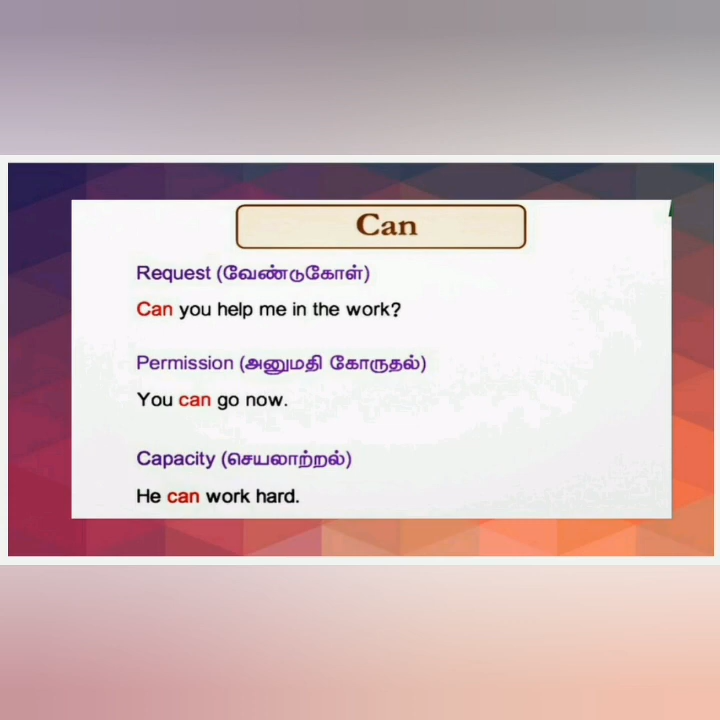 Can
Request (வேண்டுகோள்)
Can you help me in the work?
Permission (அனுமதி கோருதல்)
You can go now.
Capacity (செயலாற்றல்)
He can work hard.